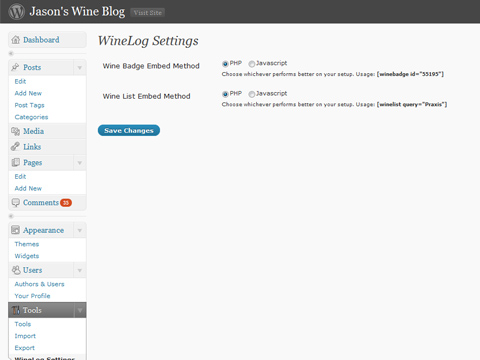 Jason's Wine Blog Visit Site
Dashboard
Posts
Edit
Add New
Post Tags
Categories
Media
Links
Pages
Edit
Add New
Comments 33
Appearance
Themes
Widgets
Users
Authors & Users
Your Profile
Tools
Tools
Import
Export
WineLog Settings
WineLog Settings
Wine Badge Embed Method PHP Javascript
Choose whichever performs better on your setup. Usage: [winebadge id="55195"]
Wine List Embed Method PHP Javascript
Choose whichever performs better on your setup. Usage: [winelist query="Praxis"]
Save Changes